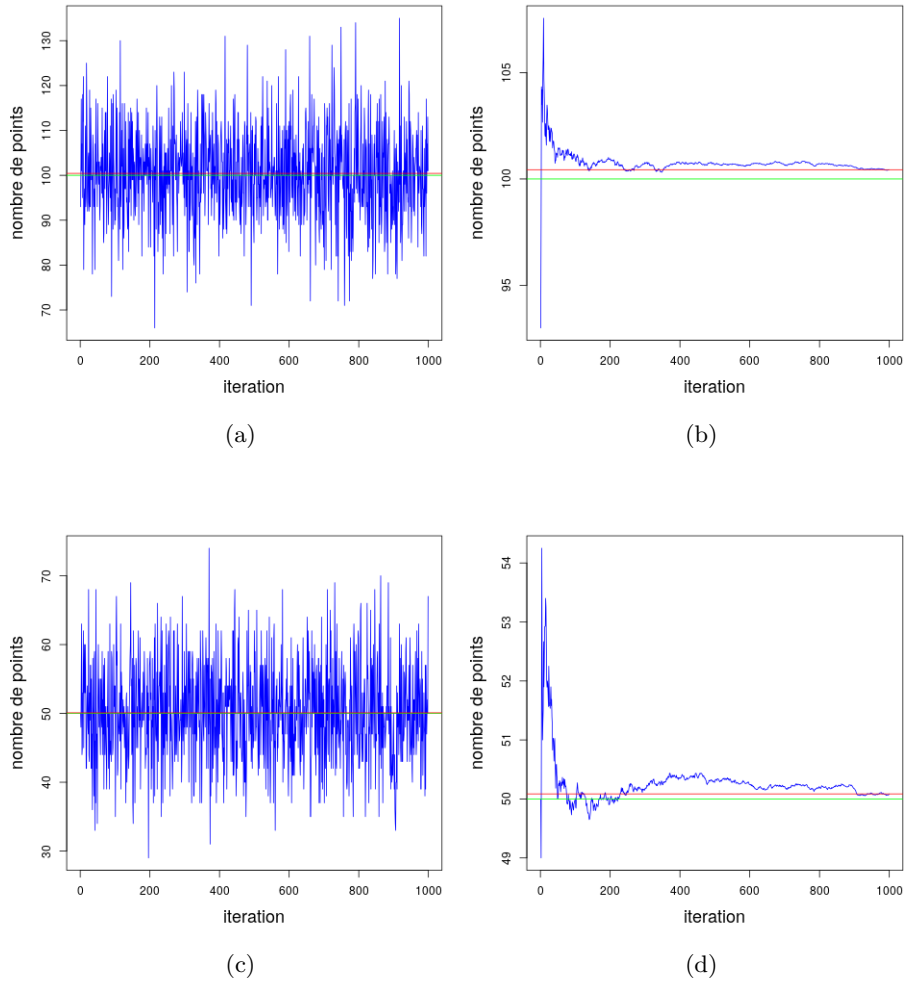 nombre de points
130
120
110
100
90
80
70
0 200 400 600 800 1000
iteration
(a)
nombre de points
105
100
95
0 200 400 600 800 1000
iteration
(b)
nombre de points
70
60
50
40
30
0 200 400 600 800 1000
iteration
(c)
nombre de points
54
53
52
51
50
49
0 200 400 600 800 1000
iteration
(d)